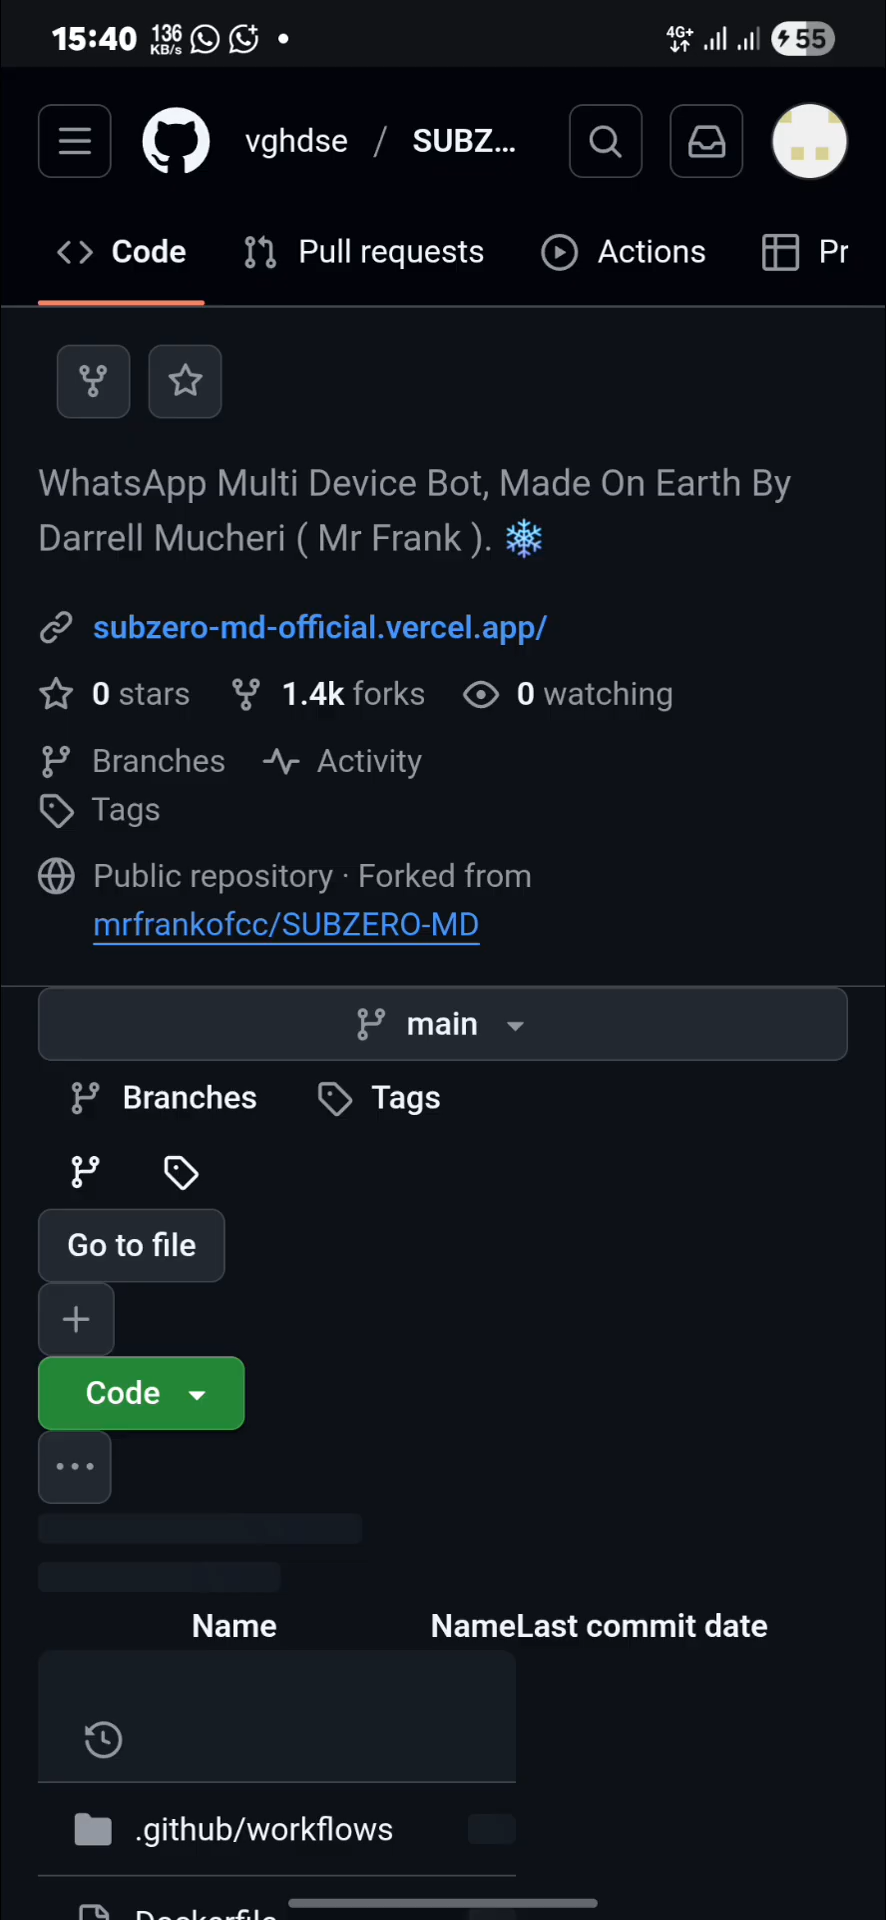 15:40 136 KB/s 4G+ 55
vghdse / SUBZ...
Code Pull requests Actions Pr
WhatsApp Multi Device Bot, Made On Earth By
Darrell Mucheri ( Mr Frank ). ❄️
subzero-md-official.vercel.app/
0 stars 1.4k forks 0 watching
Branches Activity
Tags
Public repository · Forked from
mrfrankofcc/SUBZERO-MD
main
Branches Tags
Go to file
Code
Name NameLast commit date
.github/workflows
Dockerfile